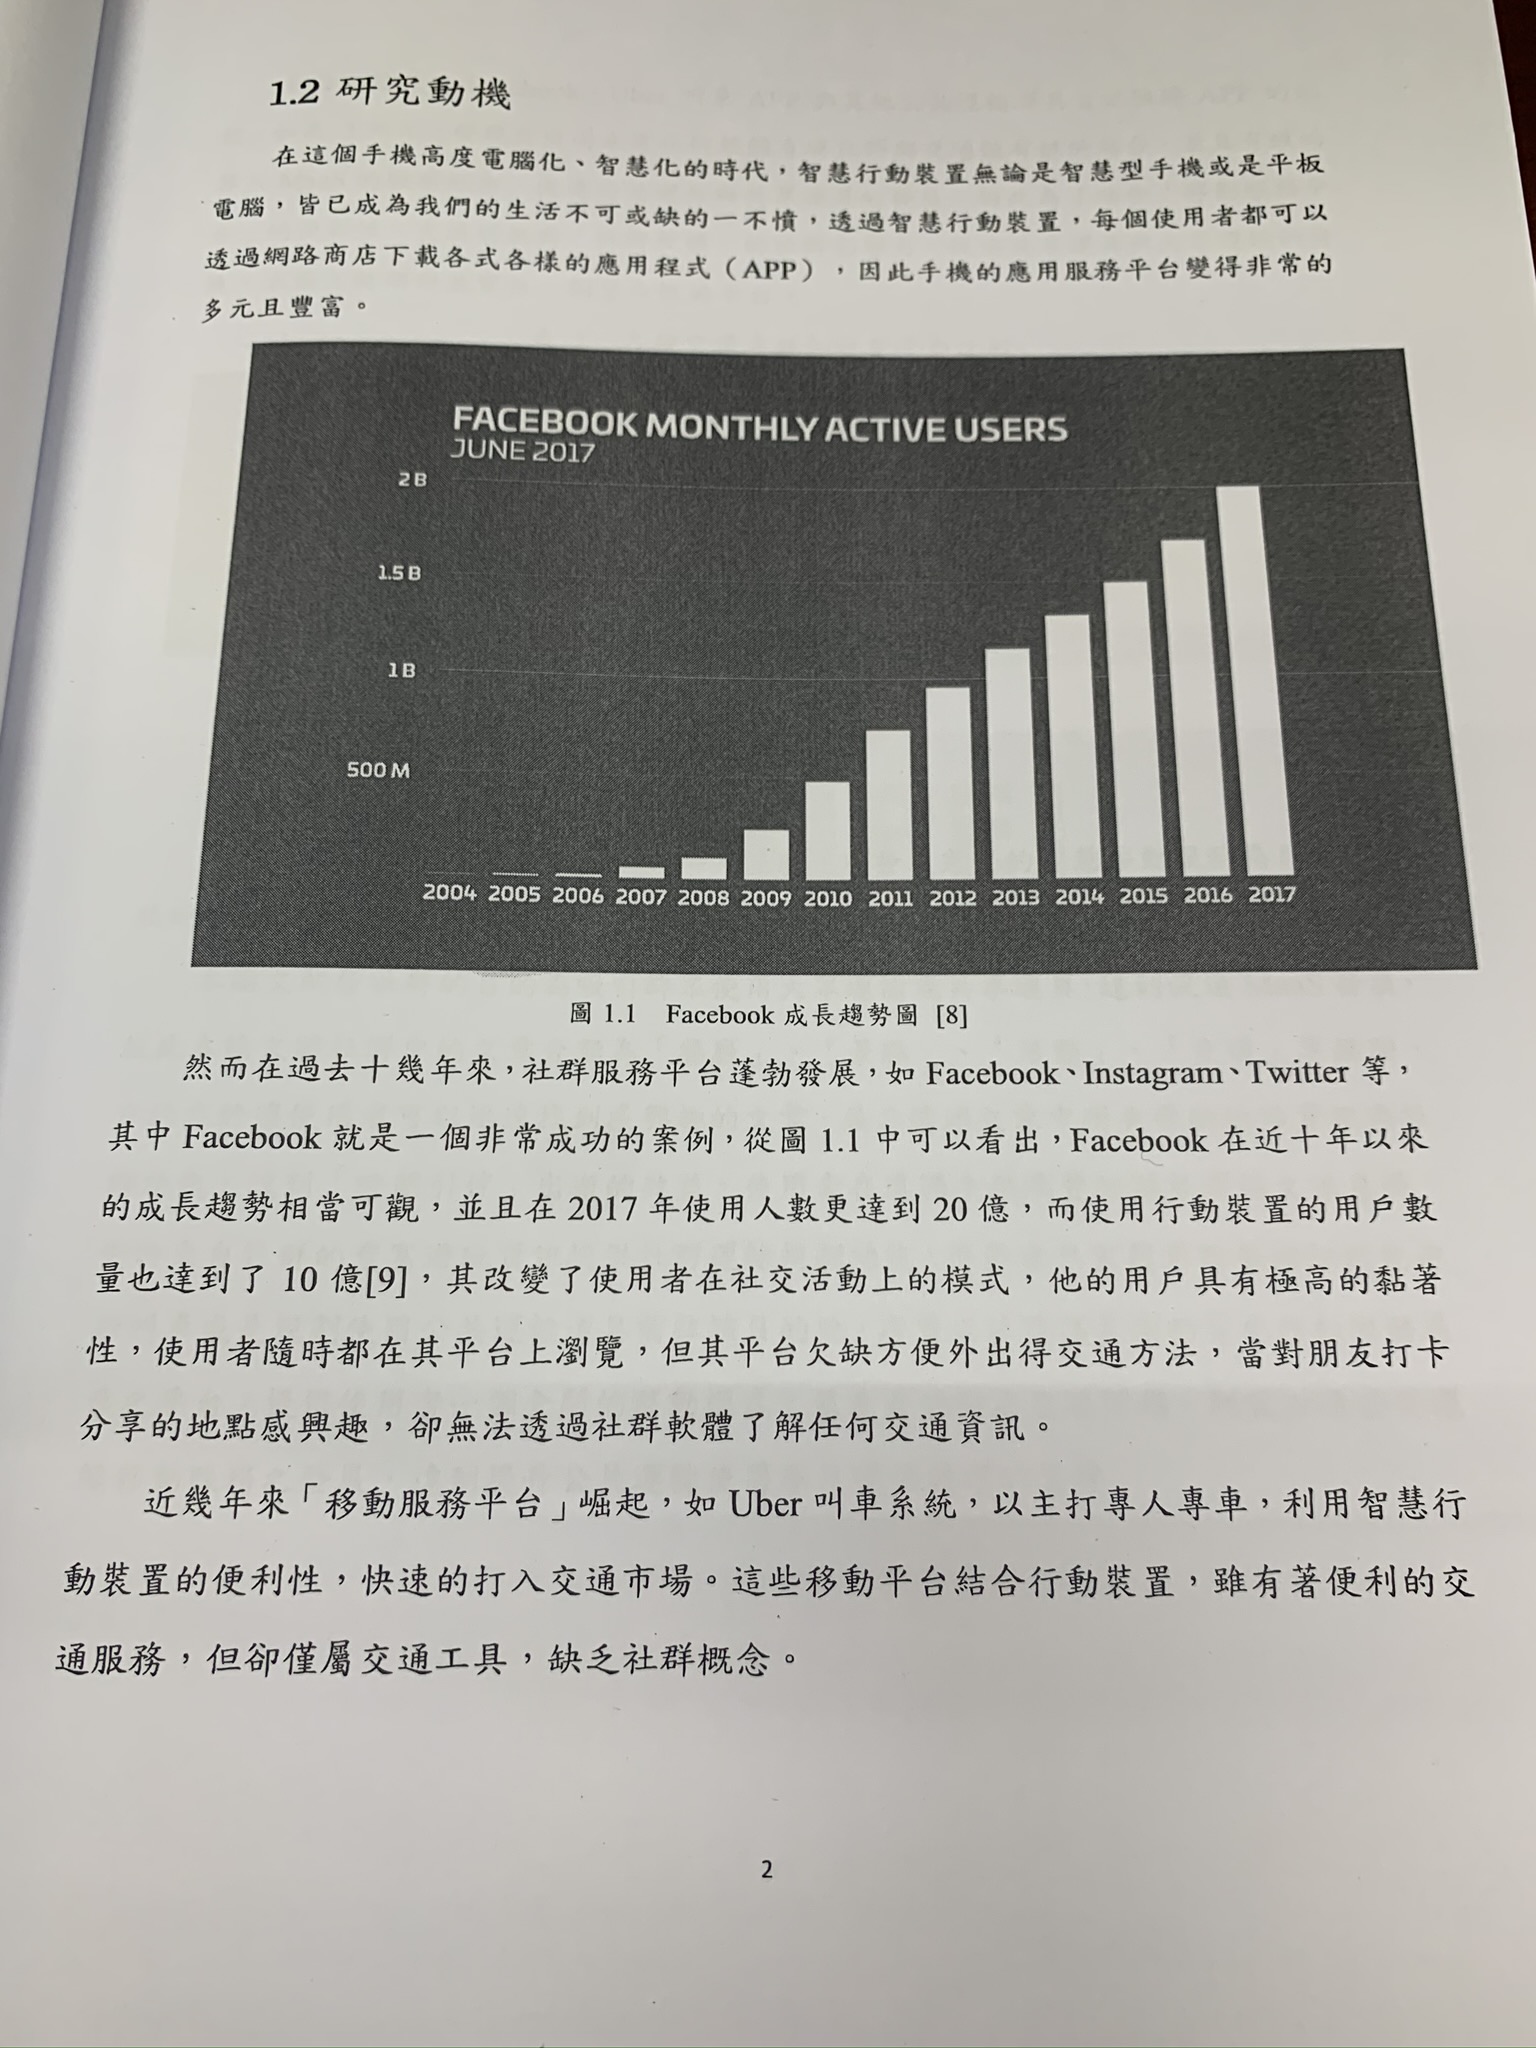 1.2 研究動機
在這個手機高度電腦化、智慧化的時代，智慧行動裝置無論是智慧型手機或是平板
電腦，皆已成為我們的生活不可或缺的一不憤，透過智慧行動裝置，每個使用者都可以
透過網路商店下載各式各樣的應用程式（APP），因此手機的應用服務平台變得非常的
多元且豐富。
FACEBOOK MONTHLY ACTIVE USERS
JUNE 2017
2 B
1.5 B
1 B
500 M
2004 2005 2006 2007 2008 2009 2010 2011 2012 2013 2014 2015 2016 2017
圖 1.1 Facebook 成長趨勢圖 [8]
然而在過去十幾年來，社群服務平台蓬勃發展，如 Facebook、Instagram、Twitter 等，
其中 Facebook 就是一個非常成功的案例，從圖 1.1 中可以看出，Facebook 在近十年以來
的成長趨勢相當可觀，並且在 2017 年使用人數更達到 20 億，而使用行動裝置的用戶數
量也達到了 10 億[9]，其改變了使用者在社交活動上的模式，他的用戶具有極高的黏著
性，使用者隨時都在其平台上瀏覽，但其平台欠缺方便外出得交通方法，當對朋友打卡
分享的地點感興趣，卻無法透過社群軟體了解任何交通資訊。
近幾年來「移動服務平台」崛起，如 Uber 叫車系統，以主打專人專車，利用智慧行
動裝置的便利性，快速的打入交通市場。這些移動平台結合行動裝置，雖有著便利的交
通服務，但卻僅屬交通工具，缺乏社群概念。
2